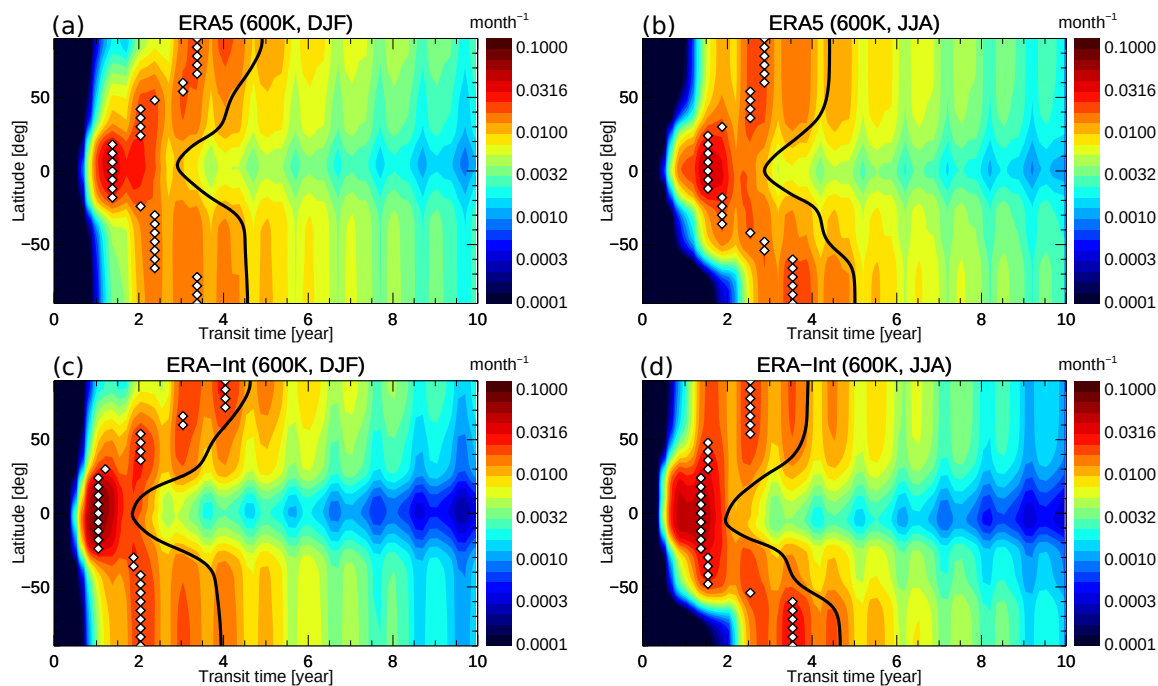 (a) ERA5 (600K, DJF) month⁻¹
Latitude [deg]
50
0
−50
0 2 4 6 8 10
Transit time [year]
0.1000
0.0316
0.0100
0.0032
0.0010
0.0003
0.0001
(b) ERA5 (600K, JJA) month⁻¹
Latitude [deg]
50
0
−50
0 2 4 6 8 10
Transit time [year]
0.1000
0.0316
0.0100
0.0032
0.0010
0.0003
0.0001
(c) ERA−Int (600K, DJF) month⁻¹
Latitude [deg]
50
0
−50
0 2 4 6 8 10
Transit time [year]
0.1000
0.0316
0.0100
0.0032
0.0010
0.0003
0.0001
(d) ERA−Int (600K, JJA) month⁻¹
Latitude [deg]
50
0
−50
0 2 4 6 8 10
Transit time [year]
0.1000
0.0316
0.0100
0.0032
0.0010
0.0003
0.0001